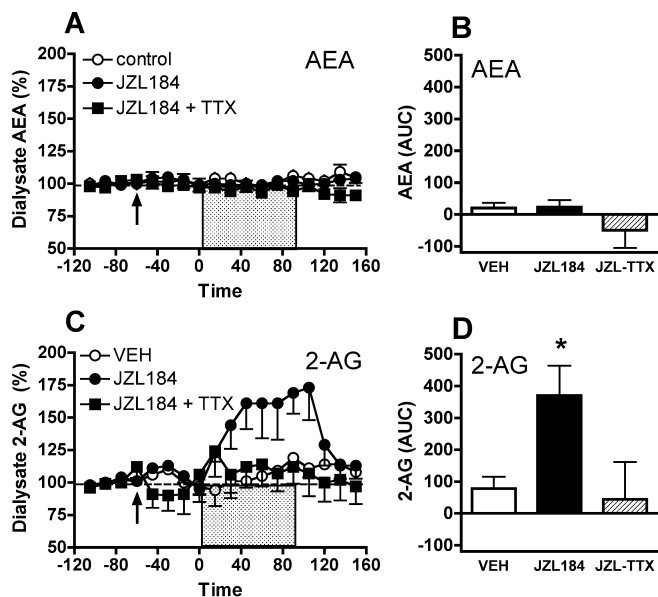 A
control
JZL184
JZL184 + TTX
AEA
Dialysate AEA (%)
200
175
150
125
100
75
50
-120 -80 -40 0 40 80 120 160
Time
B
AEA
AEA (AUC)
500
400
300
200
100
0
-100
VEH JZL184 JZL-TTX
C
VEH
JZL184
JZL184 + TTX
2-AG
Dialysate 2-AG (%)
200
175
150
125
100
75
50
-120 -80 -40 0 40 80 120 160
Time
D
2-AG
*
2-AG (AUC)
500
400
300
200
100
0
-100
VEH JZL184 JZL-TTX